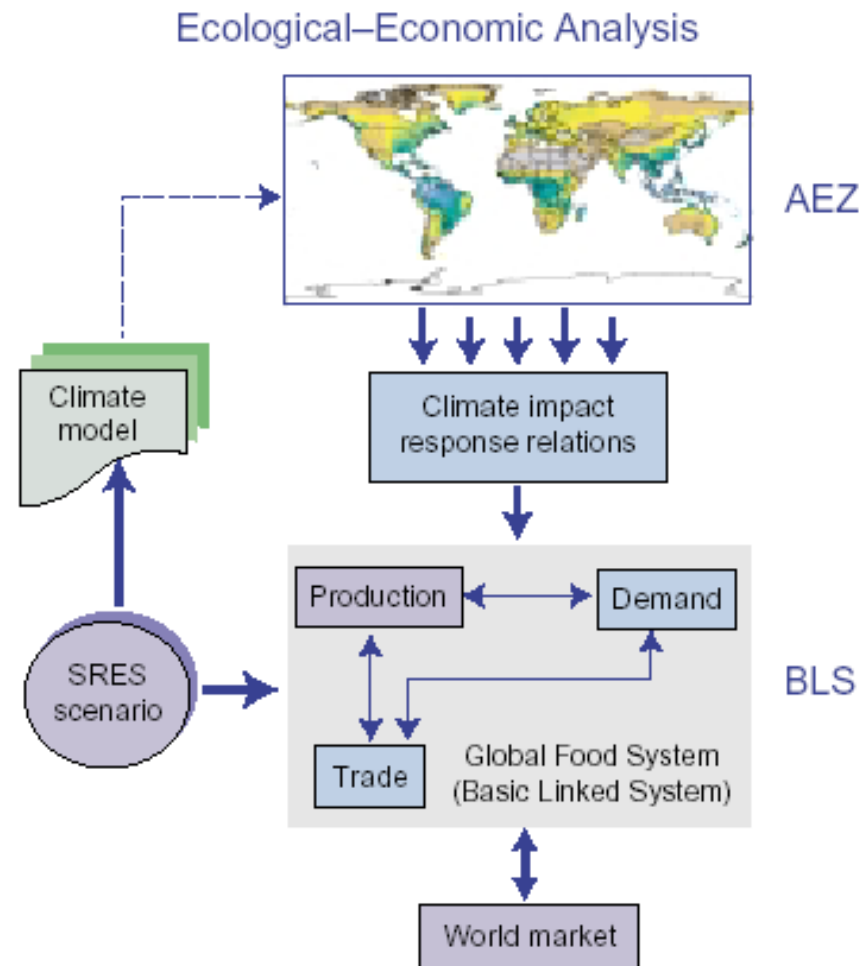 Ecological–Economic Analysis
AEZ
Climate
model
Climate impact
response relations
Production
Demand
SRES
scenario
BLS
Trade
Global Food System
(Basic Linked System)
World market